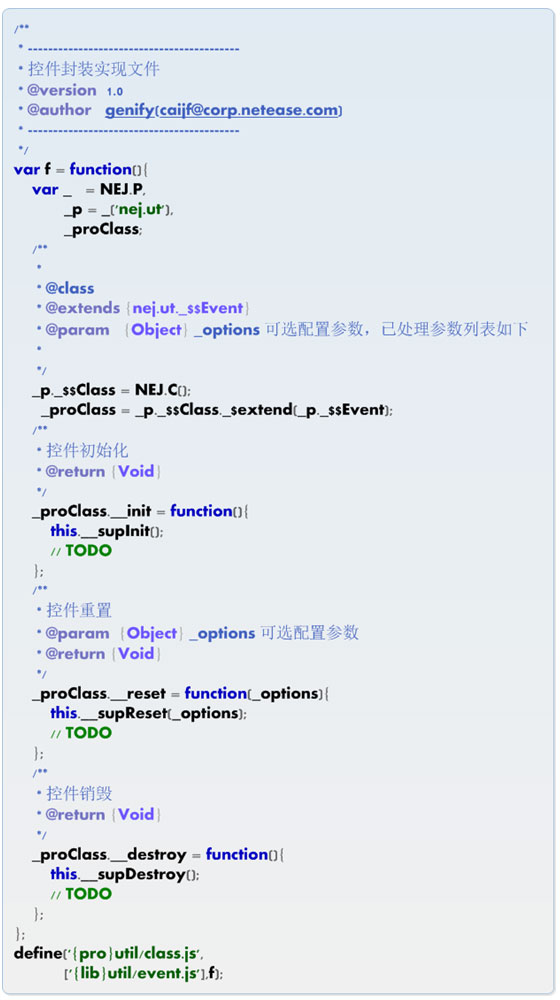 /**
 * ------------------------------------------
 * 控件封装实现文件
 * @version  1.0
 * @author   genify(caijf@corp.netease.com)
 * ------------------------------------------
 */
var f = function(){
    var _   = NEJ.P,
        _p = _('nej.ut'),
        _proClass;
    /**
     *
     * @class
     * @extends {nej.ut._$$Event}
     * @param   {Object} _options 可选配置参数，已处理参数列表如下
     *
     */
    _p._$$Class = NEJ.C();
      _proClass = _p._$$Class._$extend(_p._$$Event);
    /**
     * 控件初始化
     * @return {Void}
     */
    _proClass.__init = function(){
        this.__supInit();
        // TODO
    };
    /**
     * 控件重置
     * @param  {Object} _options 可选配置参数
     * @return {Void}
     */
    _proClass.__reset = function(_options){
        this.__supReset(_options);
        // TODO
    };
    /**
     * 控件销毁
     * @return {Void}
     */
    _proClass.__destroy = function(){
        this.__supDestroy();
        // TODO
    };
};
define('{pro}util/class.js',
      ['{lib}util/event.js'],f);